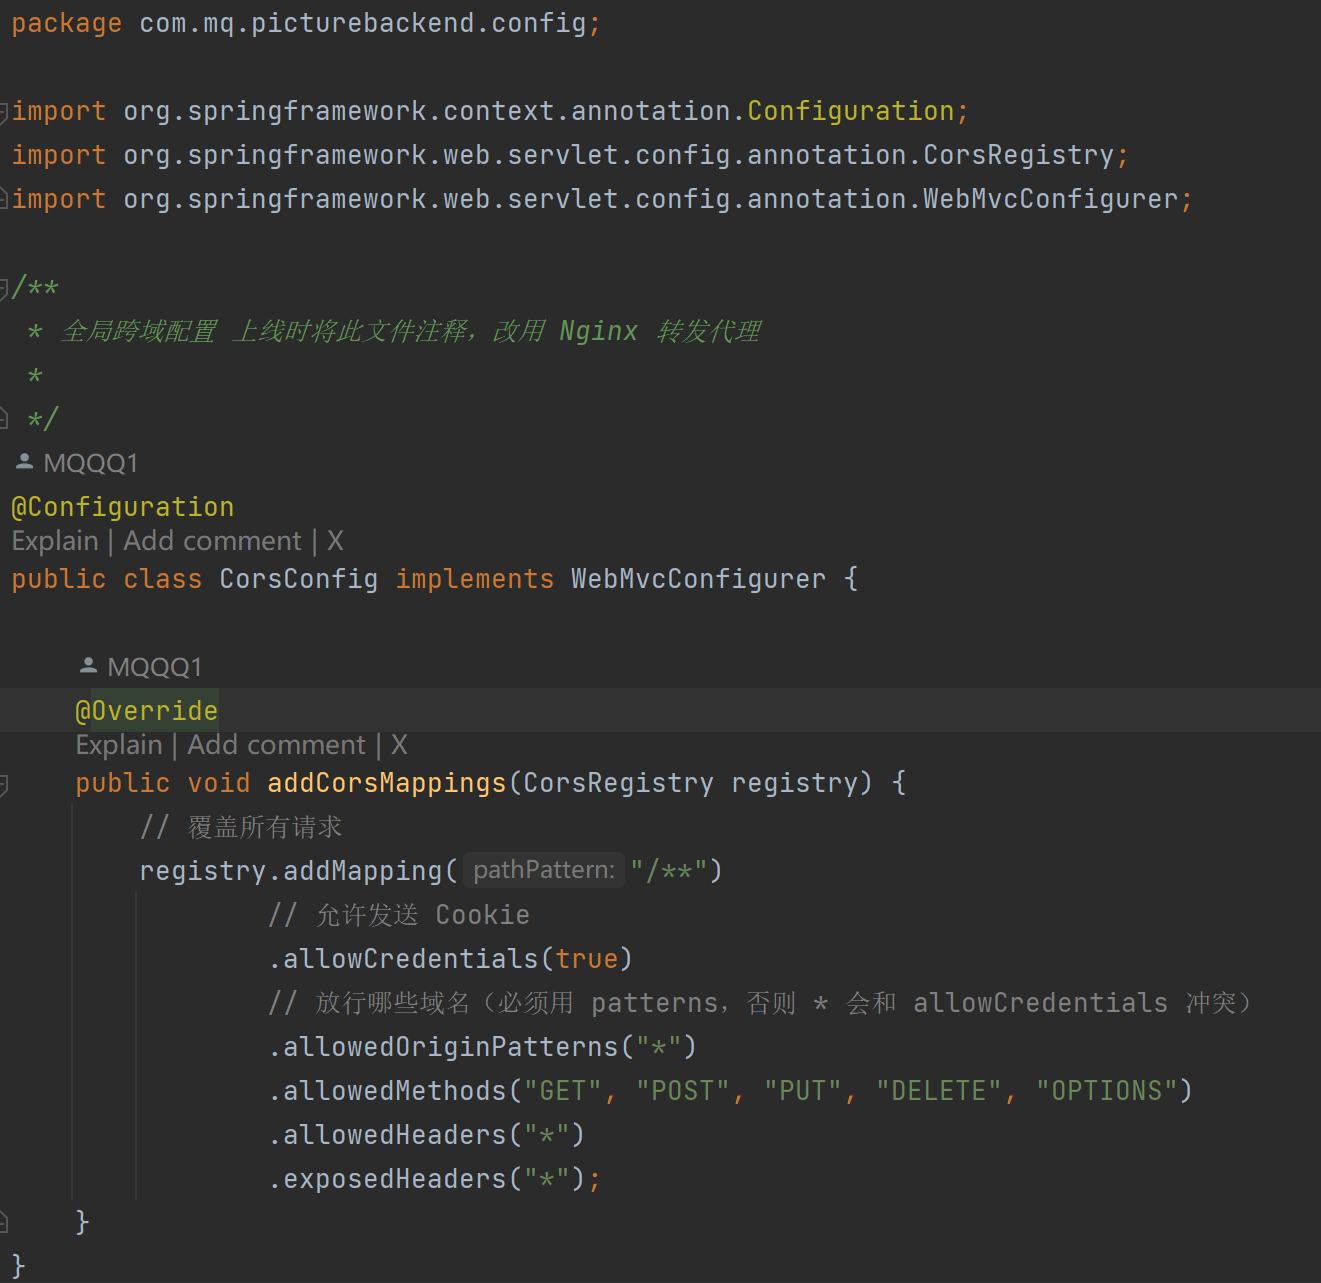 package com.mq.picturebackend.config;
import org.springframework.context.annotation.Configuration;
import org.springframework.web.servlet.config.annotation.CorsRegistry;
import org.springframework.web.servlet.config.annotation.WebMvcConfigurer;
/**
* 全局跨域配置 上线时将此文件注释，改用 Nginx 转发代理
*
*/
MQQQ1
@Configuration
Explain | Add comment | X
public class CorsConfig implements WebMvcConfigurer {
MQQQ1
@Override
Explain | Add comment | X
public void addCorsMappings(CorsRegistry registry) {
// 覆盖所有请求
registry.addMapping( pathPattern: "/**")
// 允许发送 Cookie
.allowCredentials(true)
// 放行哪些域名（必须用 patterns，否则 * 会和 allowCredentials 冲突）
.allowedOriginPatterns("*")
.allowedMethods("GET", "POST", "PUT", "DELETE", "OPTIONS")
.allowedHeaders("*")
.exposedHeaders("*");
}
}